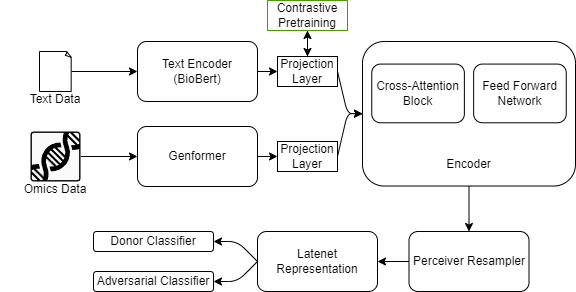 Contrastive
Pretraining
Text Encoder
(BioBert)
Projection
Layer
Text Data
Cross-Attention
Block
Feed Forward
Network
Genformer
Projection
Layer
Encoder
Omics Data
Donor Classifier
Adversarial Classifier
Latenet
Representation
Perceiver Resampler